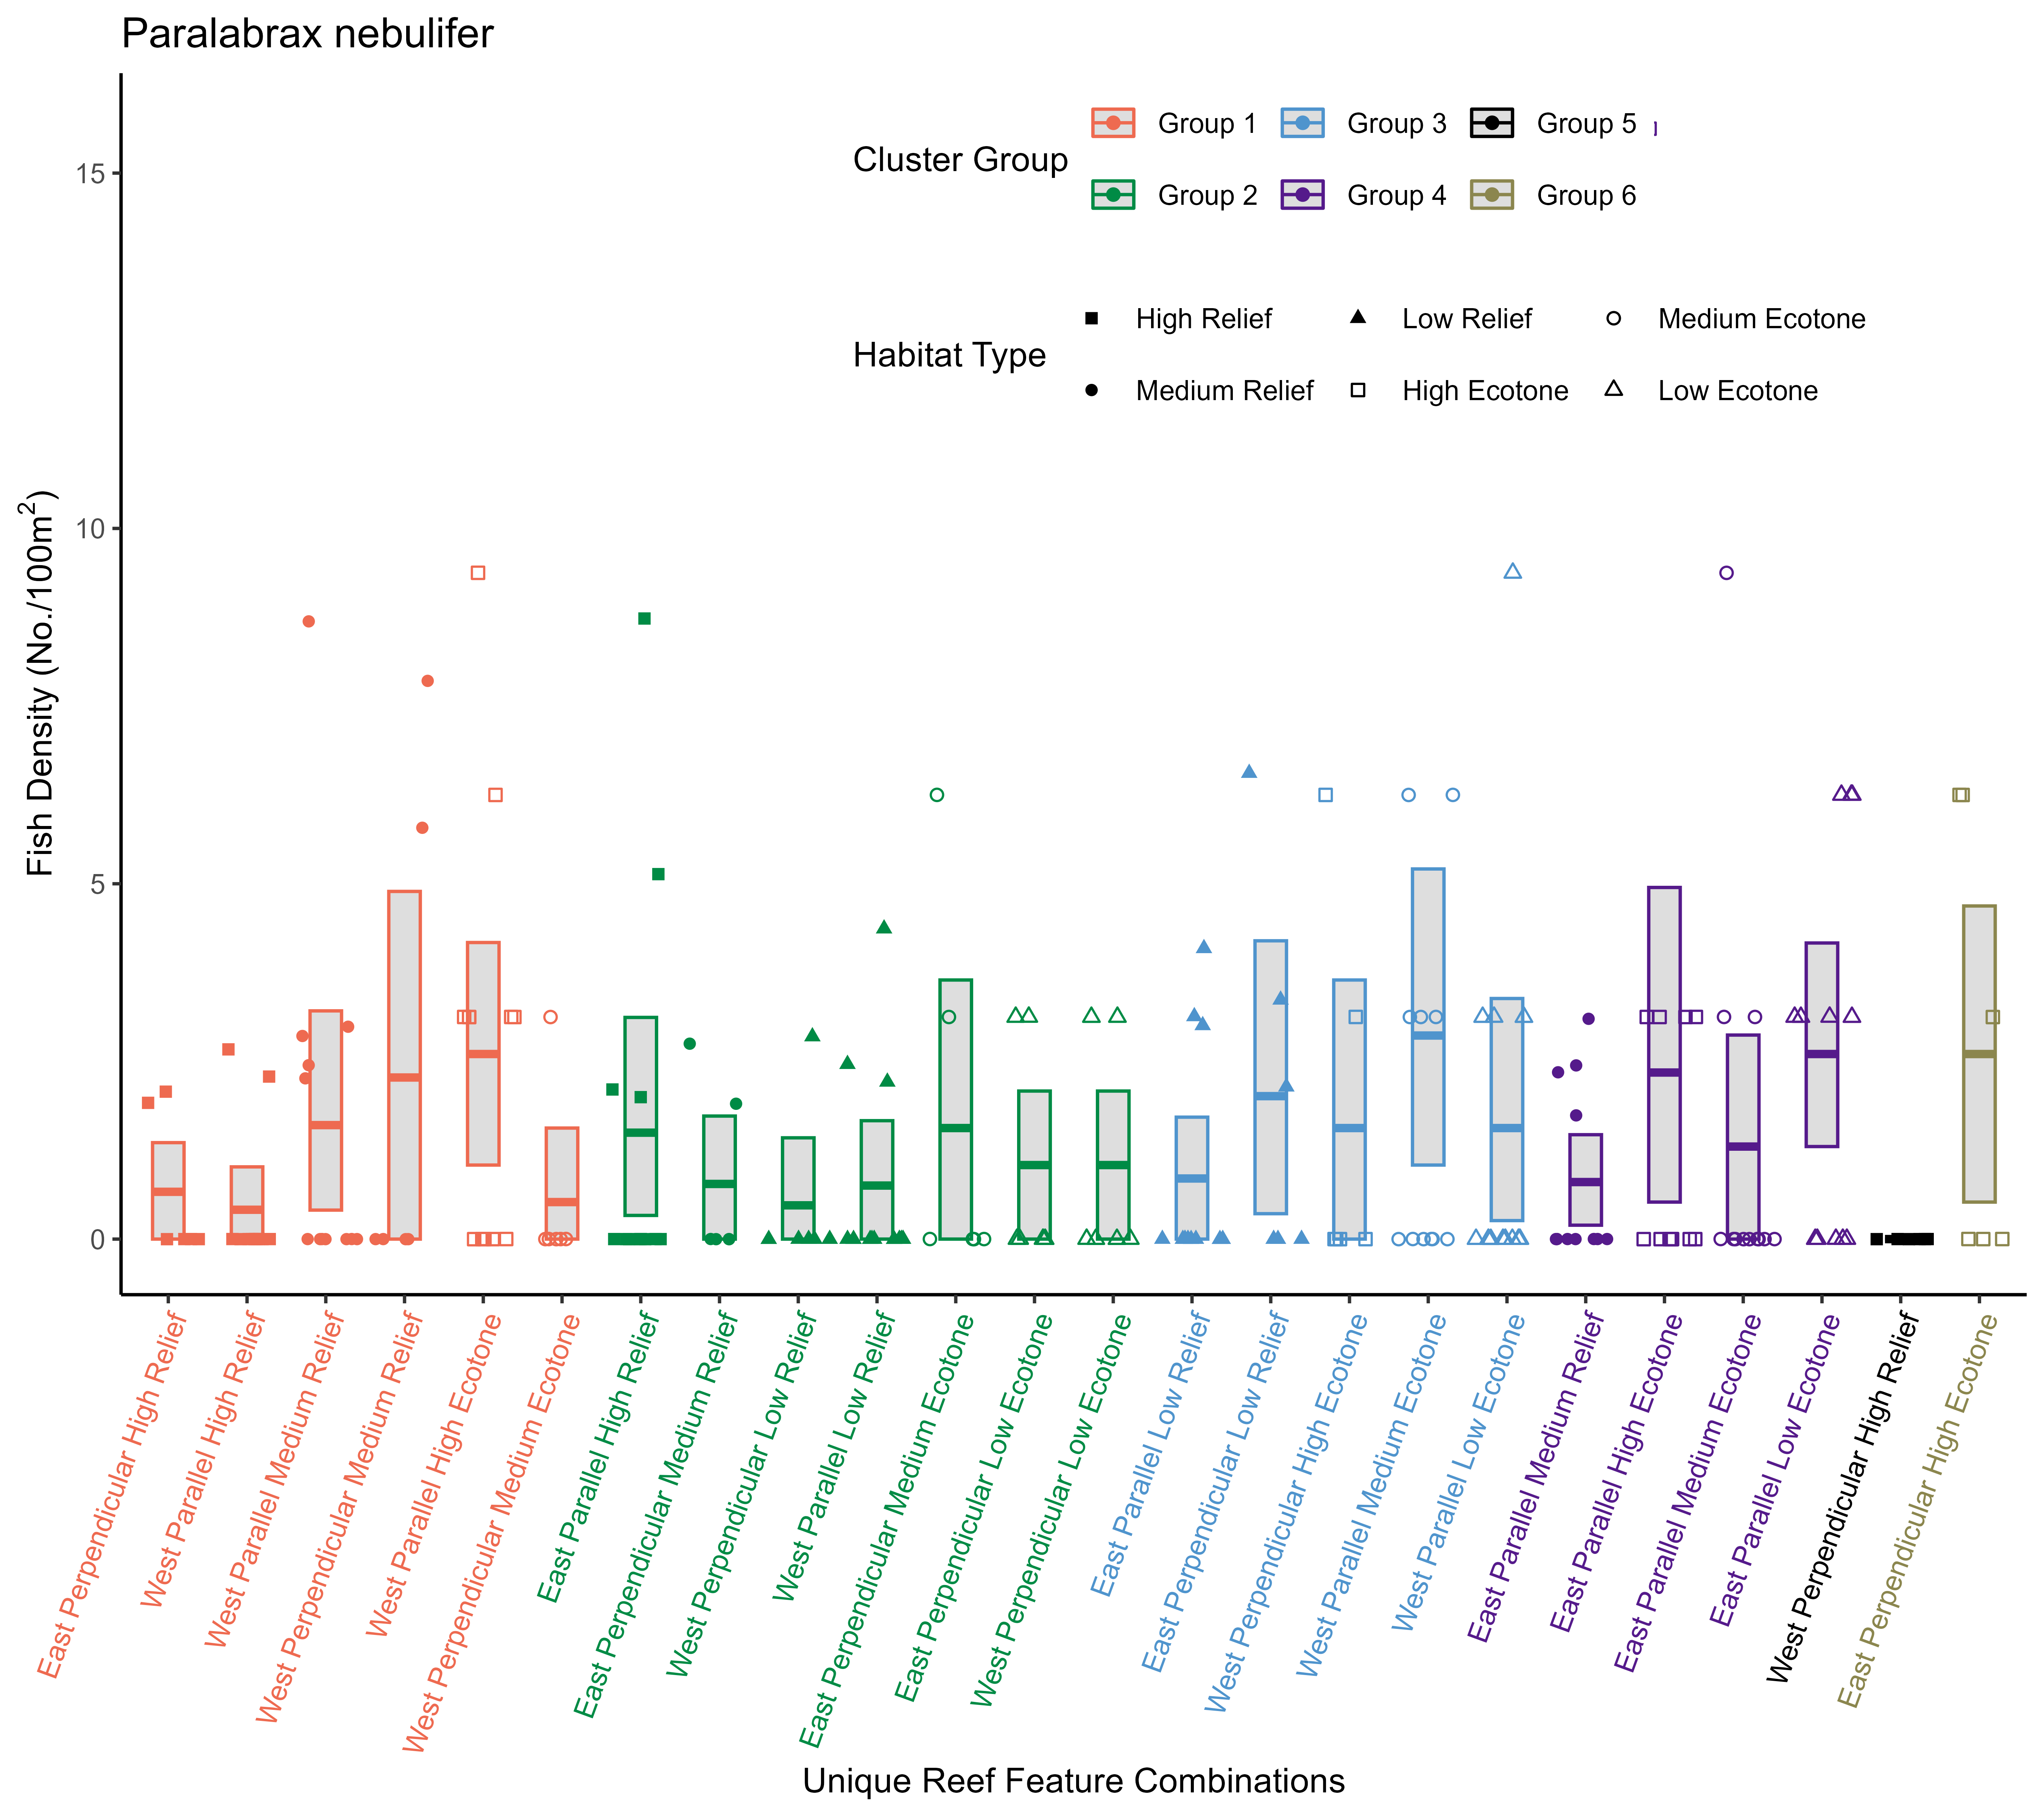 Paralabrax nebulifer
Cluster Group
Group 1
Group 3
Group 5
Group 2
Group 4
Group 6
Habitat Type
High Relief
Low Relief
Medium Ecotone
Medium Relief
High Ecotone
Low Ecotone
Fish Density (No./100m²)
15
10
5
0
East Perpendicular High Relief
West Parallel High Relief
West Parallel Medium Relief
West Perpendicular Medium Relief
West Parallel High Ecotone
West Perpendicular Medium Ecotone
East Parallel High Relief
East Perpendicular Medium Relief
West Perpendicular Low Relief
West Parallel Low Relief
East Perpendicular Medium Ecotone
East Perpendicular Low Ecotone
West Perpendicular Low Ecotone
East Parallel Low Relief
East Perpendicular Low Relief
West Perpendicular High Ecotone
West Parallel Medium Ecotone
West Parallel Low Ecotone
East Parallel Medium Relief
East Parallel High Ecotone
East Parallel Medium Ecotone
East Parallel Low Ecotone
West Perpendicular High Relief
East Perpendicular High Ecotone
Unique Reef Feature Combinations